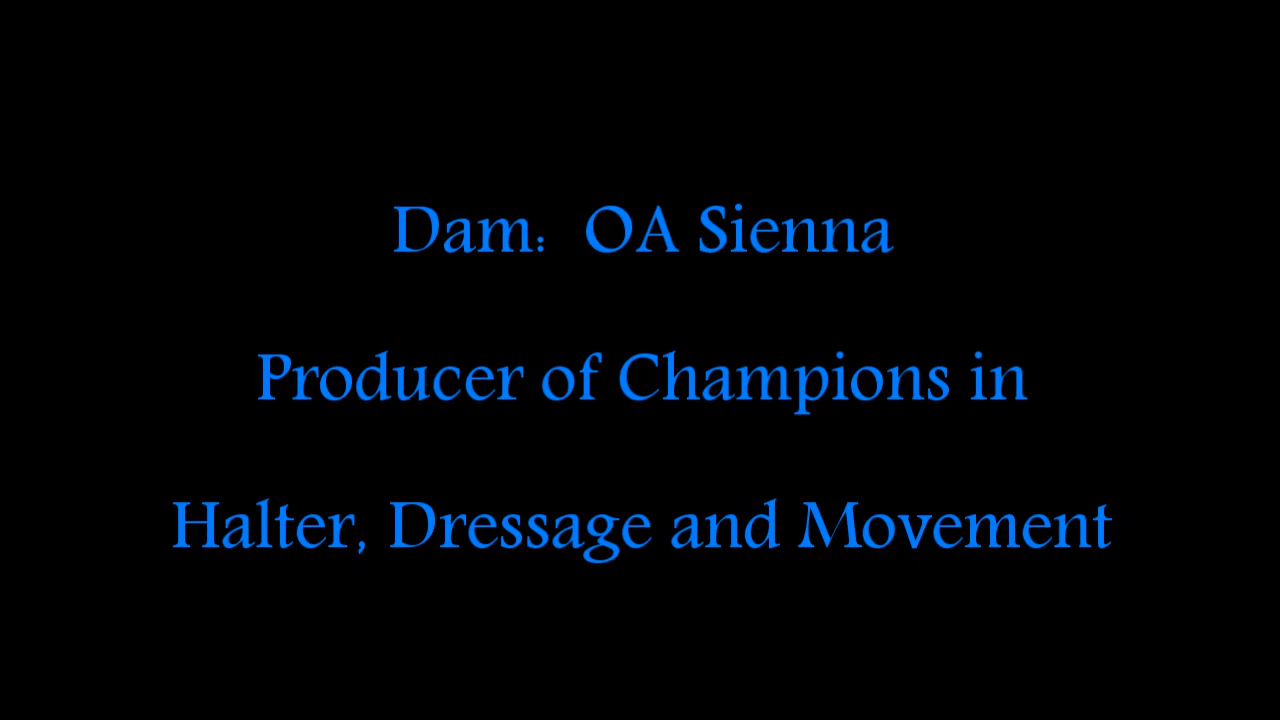 Dam:  OA Sienna
Producer of Champions in
Halter, Dressage and Movement